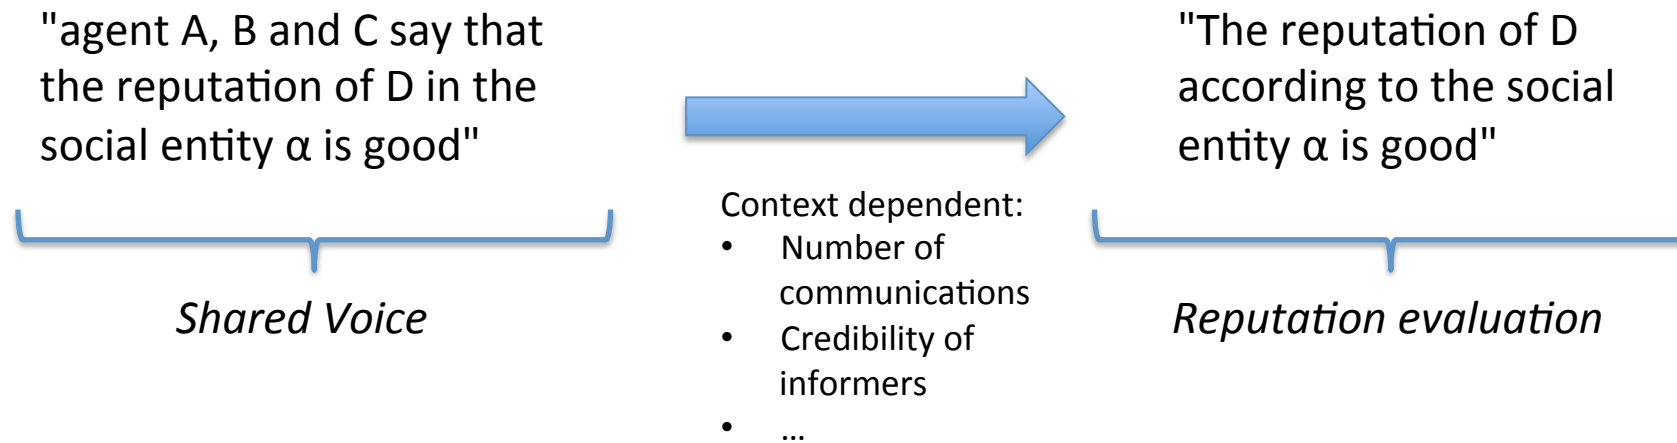 "agent A, B and C say that
the reputation of D in the
social entity α is good"
Shared Voice
Context dependent:
• Number of
communications
• Credibility of
informers
• ...
"The reputation of D
according to the social
entity α is good"
Reputation evaluation